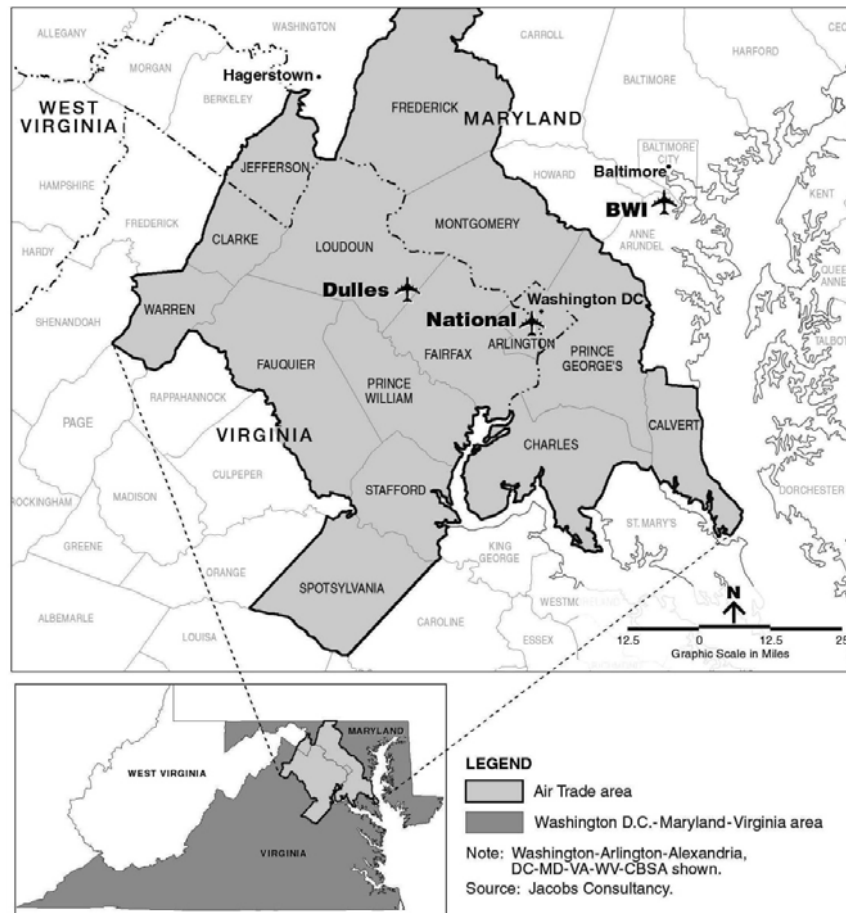 WASHINGTON
CARROLL
CEC
ALLEGANY
HARFORD
MORGAN
Hagerstown
BALTIMORE
BERKELEY
WEST
VIRGINIA
FREDERICK
MARYLAND
BALTIMORE
CITY
JEFFERSON
HOWARD
Baltimore
HAMPSHIRE
KENT
BWI
FREDERICK
MONTGOMERY
CLARKE
LOUDOUN
ANNE
ARUNDEL
HARDY
QUEE
ANNE
Dulles
Washington DC
WARREN
National
SHENANDOAH
ARLINGTON
TALBOT
FAUQUIER
FAIRFAX
PRINCE
GEORGE'S
PRINCE
WILLIAM
RAPPAHANNOCK
PAGE
CALVERT
VIRGINIA
CHARLES
CULPEPER
STAFFORD
DORCHESTER
ROCKINGHAM
MADISON
ST. MARY'S
GREENE
KING
GEORGE
ORANGE
SPOTSYLVANIA
N
WESTM
ALBEMARLE
CAROLINE
LOUISA
ESSEX
12.5 0 12.5 25
Graphic Scale in Miles
MARYLAND
WEST VIRGINIA
VIRGINIA
LEGEND
Air Trade area
Washington D.C.-Maryland-Virginia area
Note: Washington-Arlington-Alexandria,
DC-MD-VA-WV-CBSA shown.
Source: Jacobs Consultancy.